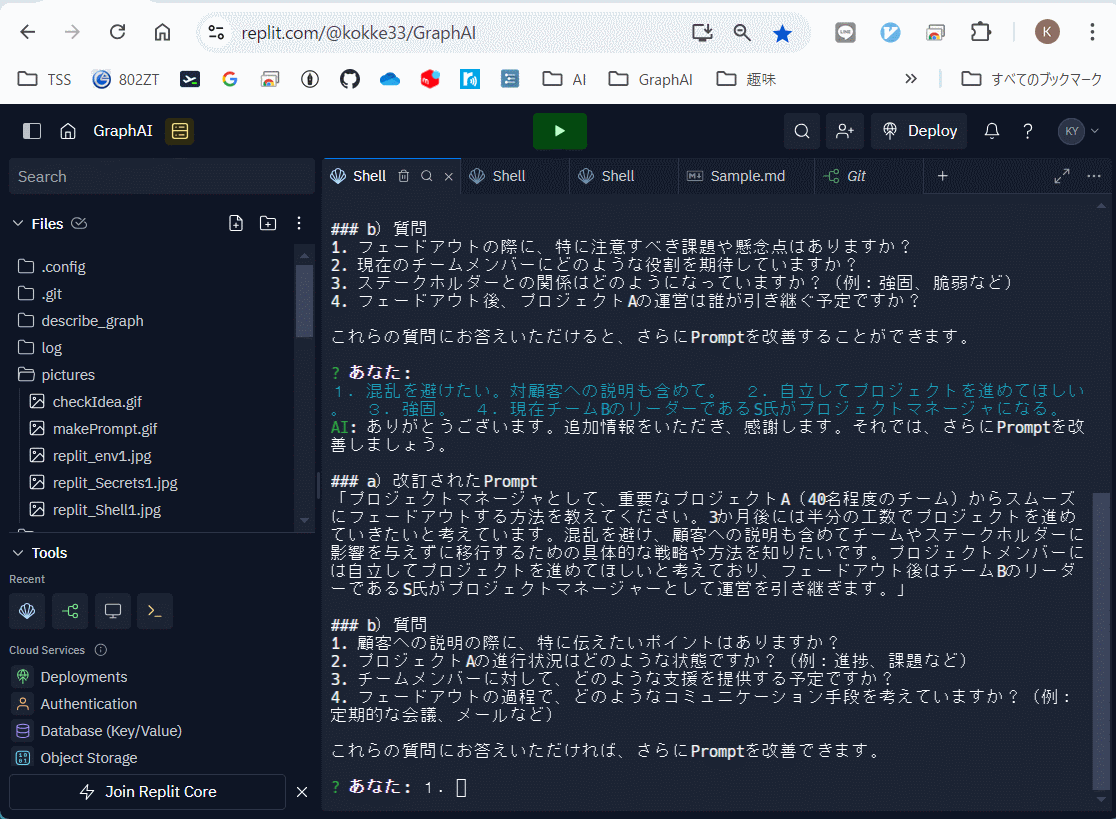 replit.com/@kokke33/GraphAI
K
TSS
802ZT
AI
GraphAI
趣味
すべてのブックマーク
GraphAI
Deploy
KY
Search
Shell
Shell
Shell
Sample.md
Git
Files
.config
.git
describe_graph
log
pictures
checkIdea.gif
makePrompt.gif
replit_env1.jpg
replit_Secrets1.jpg
replit_Shell1.jpg
Tools
Recent
Cloud Services
Deployments
Authentication
Database (Key/Value)
Object Storage
Join Replit Core
### b) 質問
1. フェードアウトの際に、特に注意すべき課題や懸念点はありますか？
2. 現在のチームメンバーにどのような役割を期待していますか？
3. ステークホルダーとの関係はどのようになっていますか？（例：強固、脆弱など）
4. フェードアウト後、プロジェクトAの運営は誰が引き継ぐ予定ですか？
これらの質問にお答えいただけると、さらにPromptを改善することができます。
? あなた:
１．混乱を避けたい。対顧客への説明も含めて。　２．自立してプロジェクトを進めてほしい
。　３．強固。　４．現在チームBのリーダーであるS氏がプロジェクトマネージャになる。
AI: ありがとうございます。追加情報をいただき、感謝します。それでは、さらにPromptを改
善しましょう。
### a) 改訂されたPrompt
「プロジェクトマネージャとして、重要なプロジェクトA（40名程度のチーム）からスムーズ
にフェードアウトする方法を教えてください。3か月後には半分の工数でプロジェクトを進め
ていきたいと考えています。混乱を避け、顧客への説明も含めてチームやステークホルダーに
影響を与えずに移行するための具体的な戦略や方法を知りたいです。プロジェクトメンバーに
は自立してプロジェクトを進めてほしいと考えており、フェードアウト後はチームBのリーダ
ーであるS氏がプロジェクトマネージャーとして運営を引き継ぎます。」
### b) 質問
1. 顧客への説明の際に、特に伝えたいポイントはありますか？
2. プロジェクトAの進行状況はどのような状態ですか？（例：進捗、課題など）
3. チームメンバーに対して、どのような支援を提供する予定ですか？
4. フェードアウトの過程で、どのようなコミュニケーション手段を考えていますか？（例：
定期的な会議、メールなど）
これらの質問にお答えいただければ、さらにPromptを改善できます。
? あなた: １．